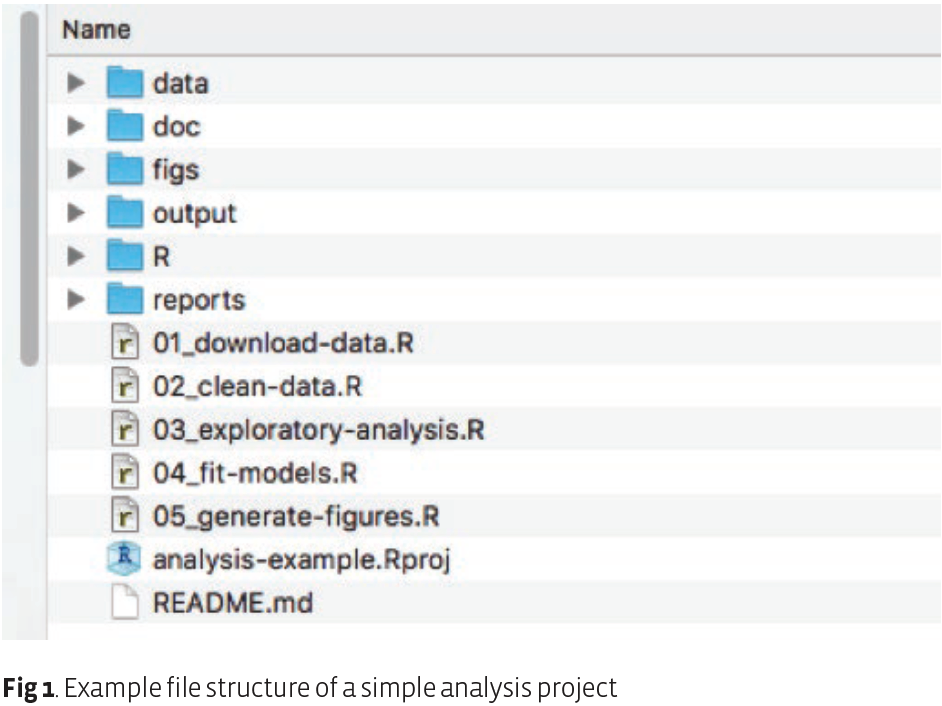 Name
data
doc
figs
output
R
reports
01_download-data.R
02_clean-data.R
03_exploratory-analysis.R
04_fit-models.R
05_generate-figures.R
analysis-example.Rproj
README.md
Fig 1. Example file structure of a simple analysis project